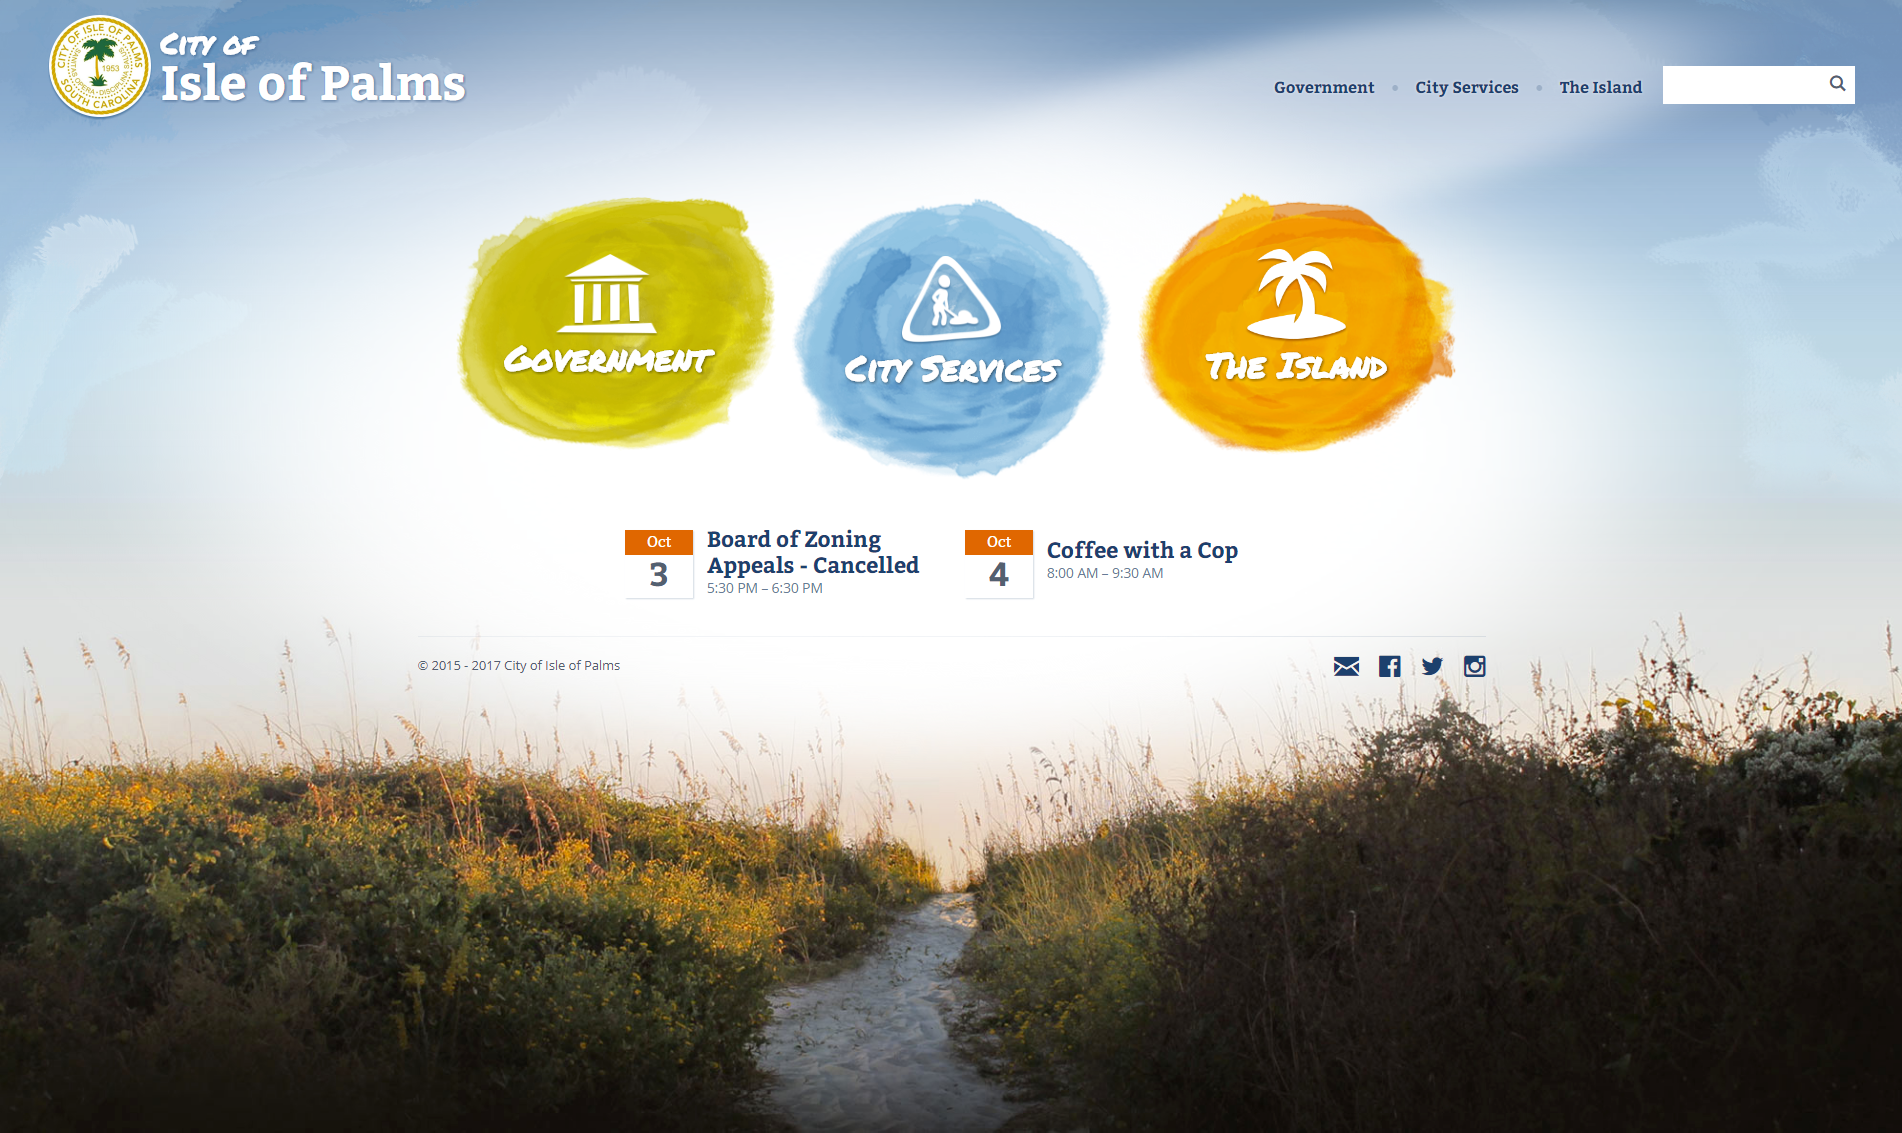 CITY OF ISLE OF PALMS
SOUTH CAROLINA
1953
City of
Isle of Palms
Government
City Services
The Island
Government
City Services
The Island
Oct
3
Board of Zoning
Appeals - Cancelled
5:30 PM – 6:30 PM
Oct
4
Coffee with a Cop
8:00 AM – 9:30 AM
© 2015 - 2017 City of Isle of Palms